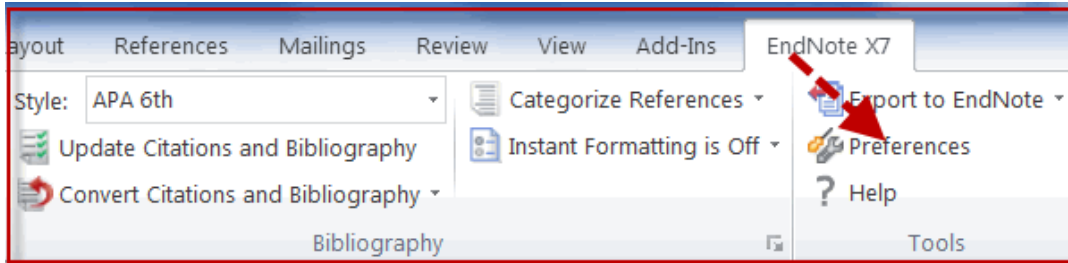 ayout References Mailings Review View Add-Ins EndNote X7
Style: APA 6th Categorize References Export to EndNote
Update Citations and Bibliography Instant Formatting is Off Preferences
Convert Citations and Bibliography ? Help
Bibliography Tools